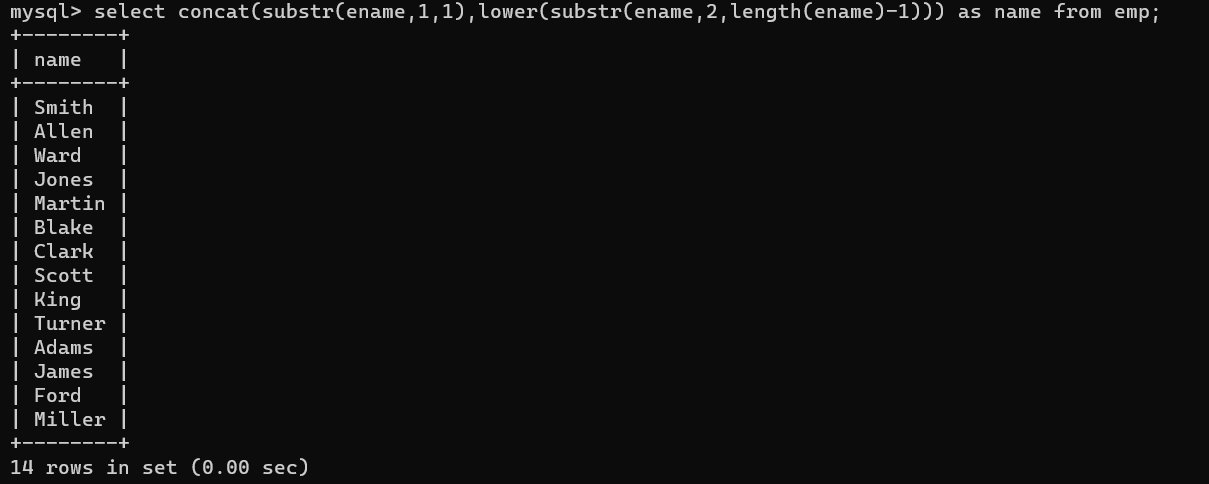 mysql> select concat(substr(ename,1,1),lower(substr(ename,2,length(ename)-1))) as name from emp;
+--------+
| name   |
+--------+
| Smith  |
| Allen  |
| Ward   |
| Jones  |
| Martin |
| Blake  |
| Clark  |
| Scott  |
| King   |
| Turner |
| Adams  |
| James  |
| Ford   |
| Miller |
+--------+
14 rows in set (0.00 sec)